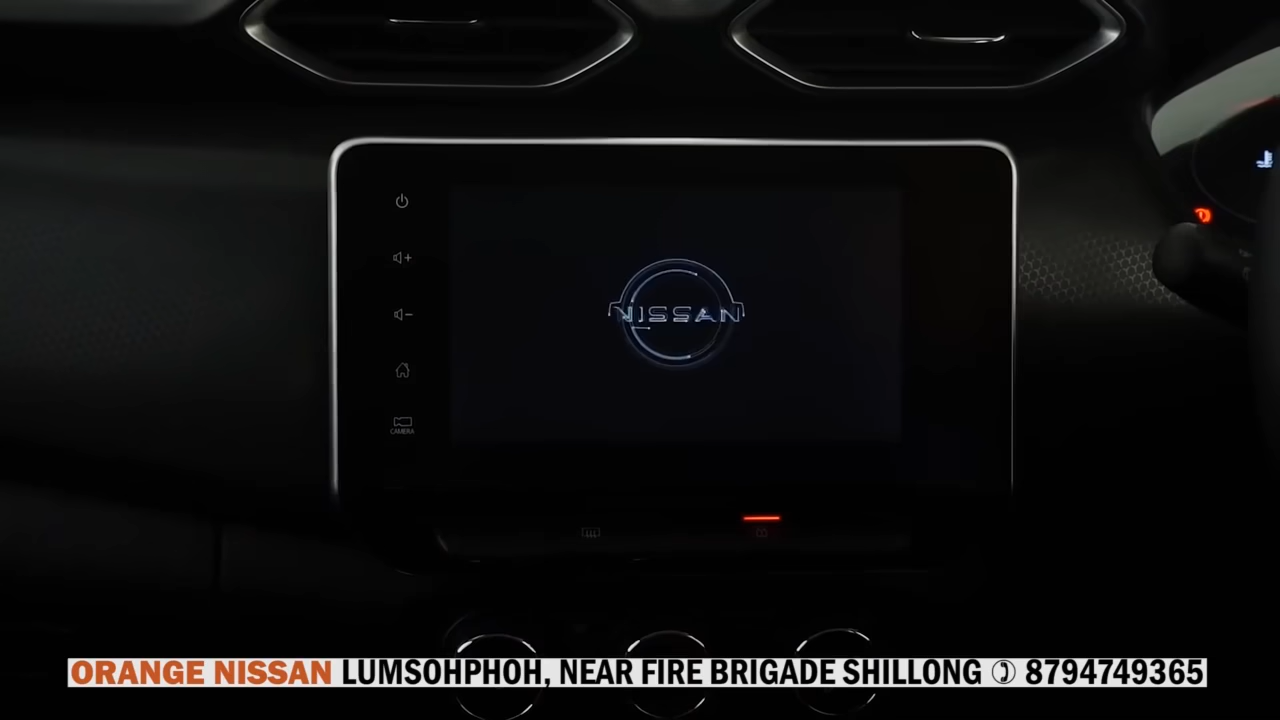 NISSAN
CAMERA
ORANGE NISSAN LUMSOHPHOH, NEAR FIRE BRIGADE SHILLONG ✆ 8794749365